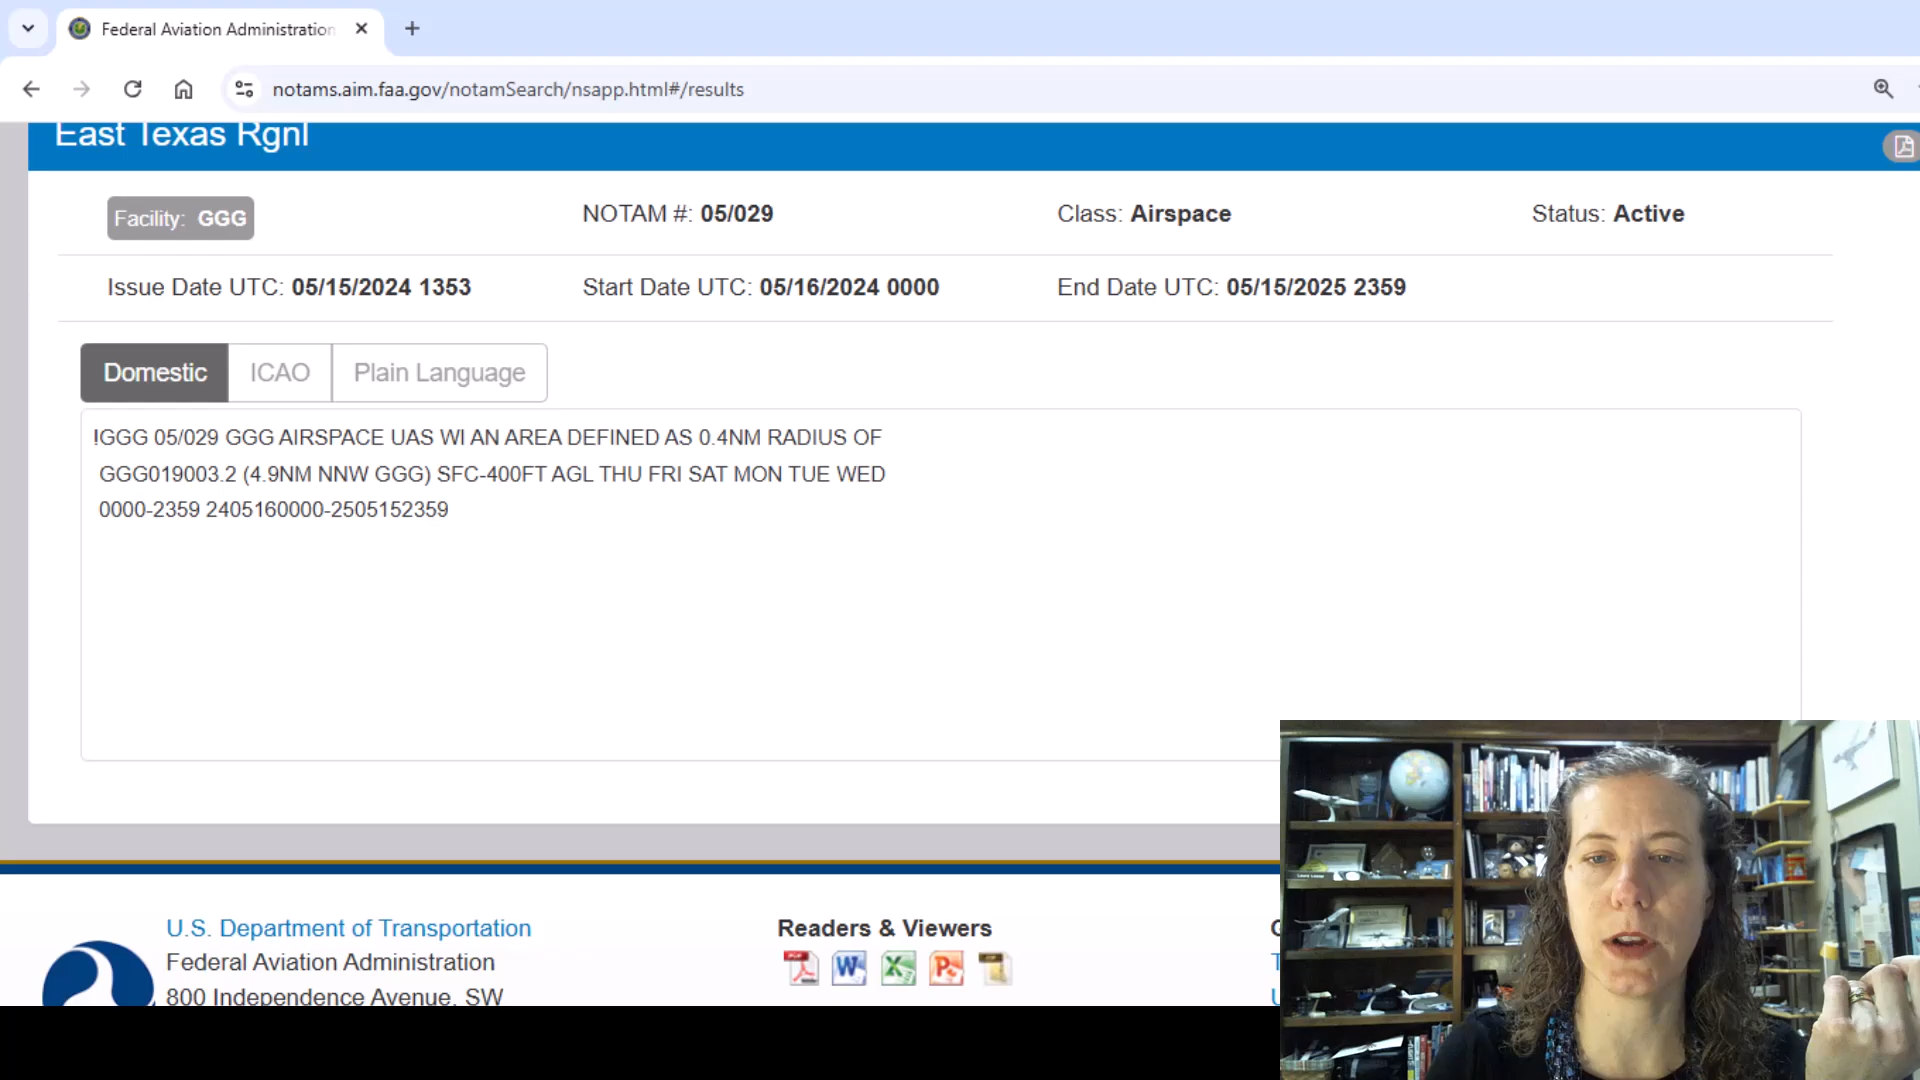 Federal Aviation Administration
notams.aim.faa.gov/notamSearch/nsapp.html#/results
East Texas Rgnl
Facility: GGG
NOTAM #: 05/029
Class: Airspace
Status: Active
Issue Date UTC: 05/15/2024 1353
Start Date UTC: 05/16/2024 0000
End Date UTC: 05/15/2025 2359
Domestic
ICAO
Plain Language
!GGG 05/029 GGG AIRSPACE UAS WI AN AREA DEFINED AS 0.4NM RADIUS OF
GGG019003.2 (4.9NM NNW GGG) SFC-400FT AGL THU FRI SAT MON TUE WED
0000-2359 2405160000-2505152359
U.S. Department of Transportation
Federal Aviation Administration
800 Independence Avenue, SW
Readers & Viewers